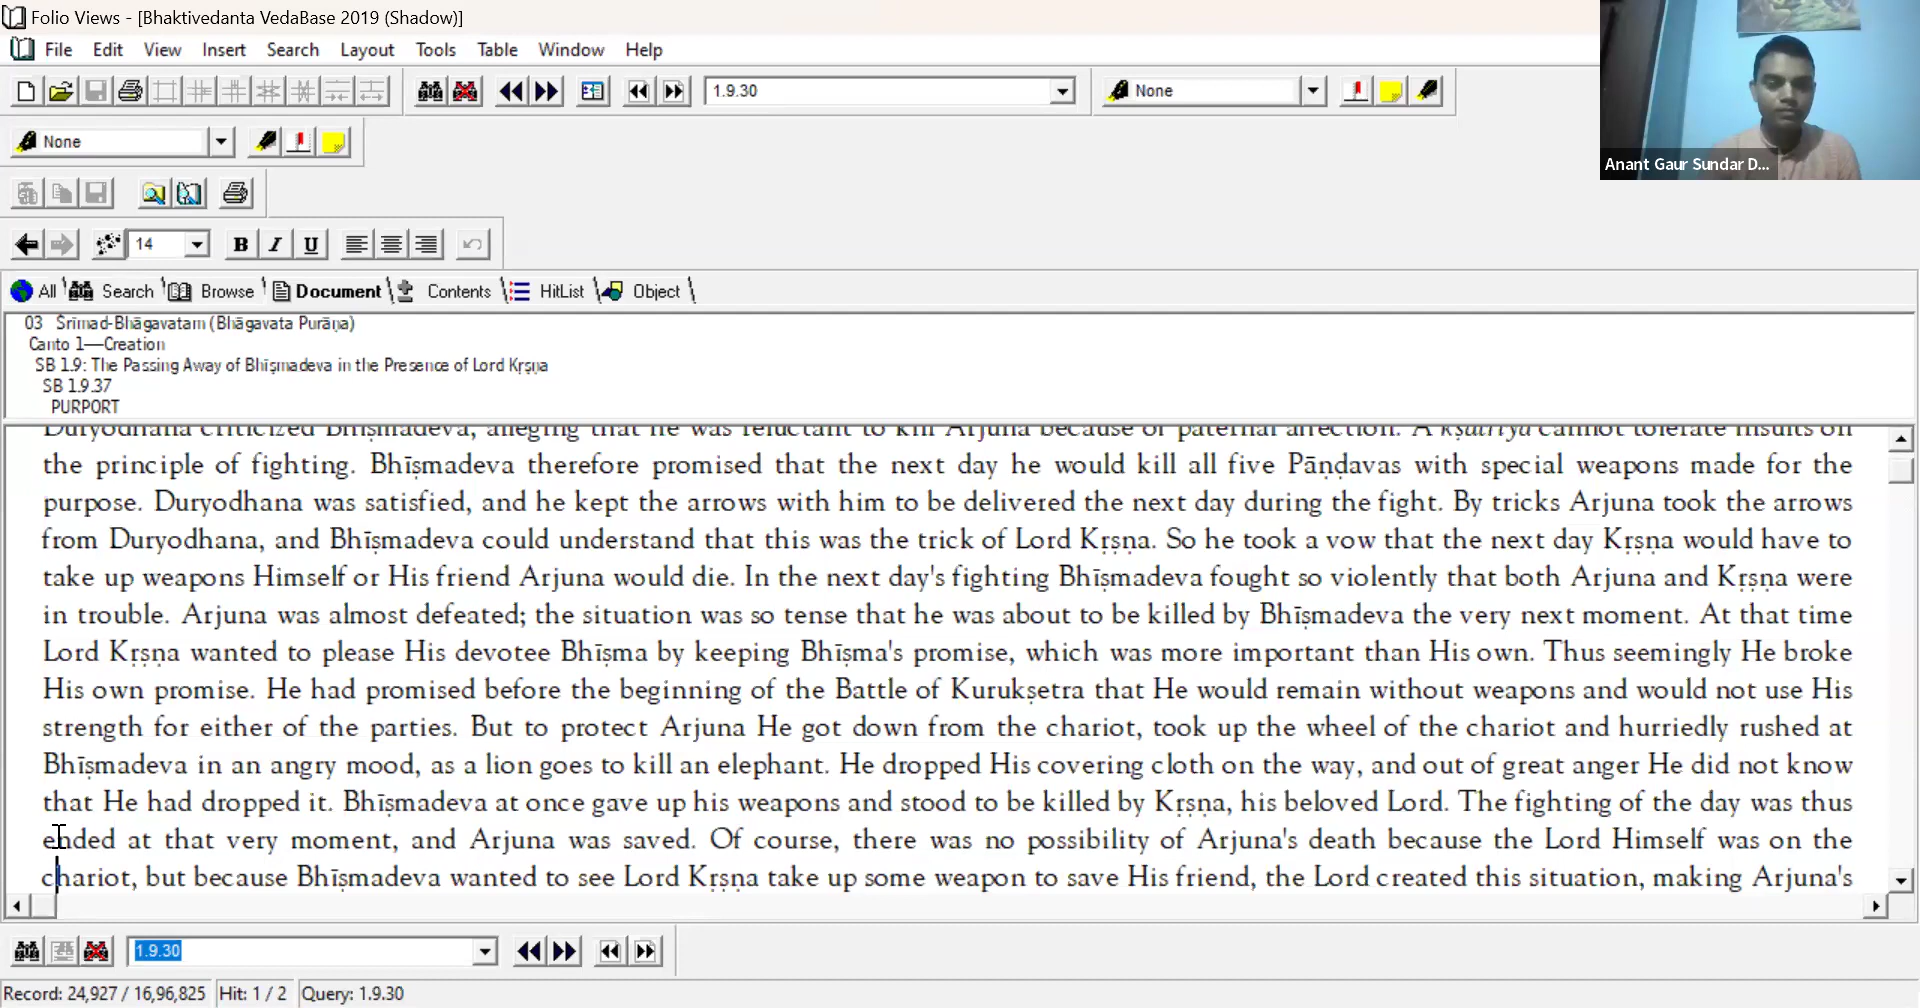 Folio Views - [Bhaktivedanta VedaBase 2019 (Shadow)]
File Edit View Insert Search Layout Tools Table Window Help
1.9.30 None
None
Anant Gaur Sundar D...
14 B I U
All Search Browse Document Contents HitList Object
03 Śrīmad-Bhāgavatam (Bhāgavata Purāṇa)
Canto 1—Creation
SB 1.9: The Passing Away of Bhīṣmadeva in the Presence of Lord Kṛṣṇa
SB 1.9.37
PURPORT
Duryodhana criticized Bhīṣmadeva, alleging that he was reluctant to kill Arjuna because of paternal affection. A kṣatriya cannot tolerate insults on
the principle of fighting. Bhīṣmadeva therefore promised that the next day he would kill all five Pāṇḍavas with special weapons made for the
purpose. Duryodhana was satisfied, and he kept the arrows with him to be delivered the next day during the fight. By tricks Arjuna took the arrows
from Duryodhana, and Bhīṣmadeva could understand that this was the trick of Lord Kṛṣṇa. So he took a vow that the next day Kṛṣṇa would have to
take up weapons Himself or His friend Arjuna would die. In the next day's fighting Bhīṣmadeva fought so violently that both Arjuna and Kṛṣṇa were
in trouble. Arjuna was almost defeated; the situation was so tense that he was about to be killed by Bhīṣmadeva the very next moment. At that time
Lord Kṛṣṇa wanted to please His devotee Bhīṣma by keeping Bhīṣma's promise, which was more important than His own. Thus seemingly He broke
His own promise. He had promised before the beginning of the Battle of Kurukṣetra that He would remain without weapons and would not use His
strength for either of the parties. But to protect Arjuna He got down from the chariot, took up the wheel of the chariot and hurriedly rushed at
Bhīṣmadeva in an angry mood, as a lion goes to kill an elephant. He dropped His covering cloth on the way, and out of great anger He did not know
that He had dropped it. Bhīṣmadeva at once gave up his weapons and stood to be killed by Kṛṣṇa, his beloved Lord. The fighting of the day was thus
ended at that very moment, and Arjuna was saved. Of course, there was no possibility of Arjuna's death because the Lord Himself was on the
chariot, but because Bhīṣmadeva wanted to see Lord Kṛṣṇa take up some weapon to save His friend, the Lord created this situation, making Arjuna's
1.9.30
Record: 24,927 / 16,96,825 Hit: 1 / 2 Query: 1.9.30